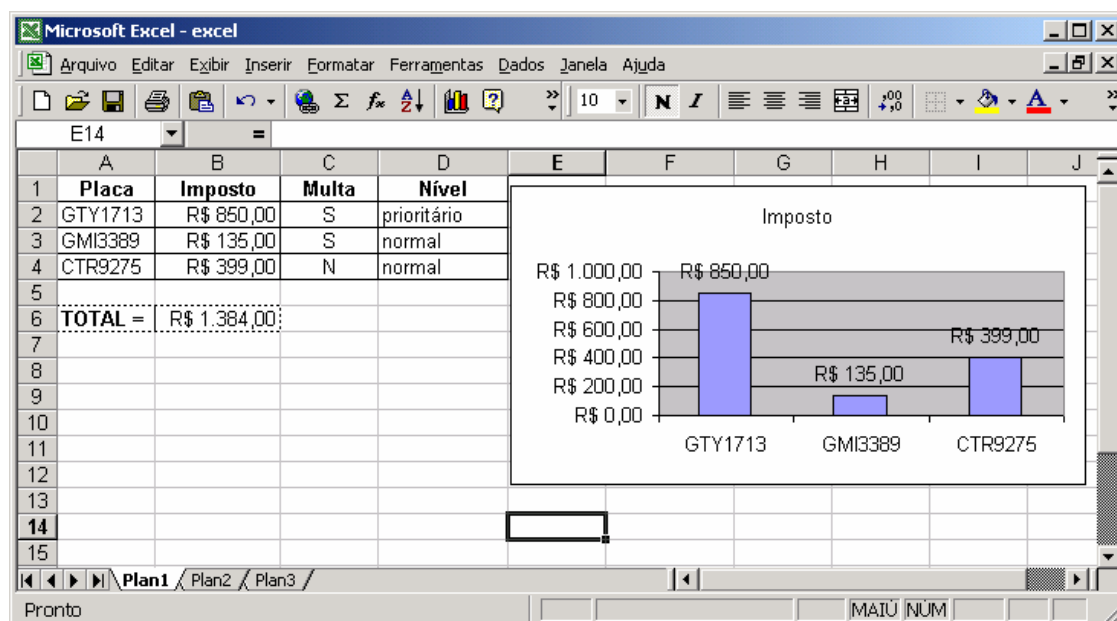 Microsoft Excel - excel
Arquivo Editar Exibir Inserir Formatar Ferramentas Dados Janela Ajuda
10 N I
E14 =
A B C D E F G H I J
1 Placa Imposto Multa Nível
2 GTY1713 R$ 850,00 S prioritário
3 GMI3389 R$ 135,00 S normal
4 CTR9275 R$ 399,00 N normal
5
6 TOTAL = R$ 1.384,00
7
8
9
10
11
12
13
14
15
Imposto
R$ 1.000,00
R$ 800,00
R$ 600,00
R$ 400,00
R$ 200,00
R$ 0,00
R$ 850,00
R$ 135,00
R$ 399,00
GTY1713 GMI3389 CTR9275
Plan1 Plan2 Plan3
Pronto MAIÚ NÚM